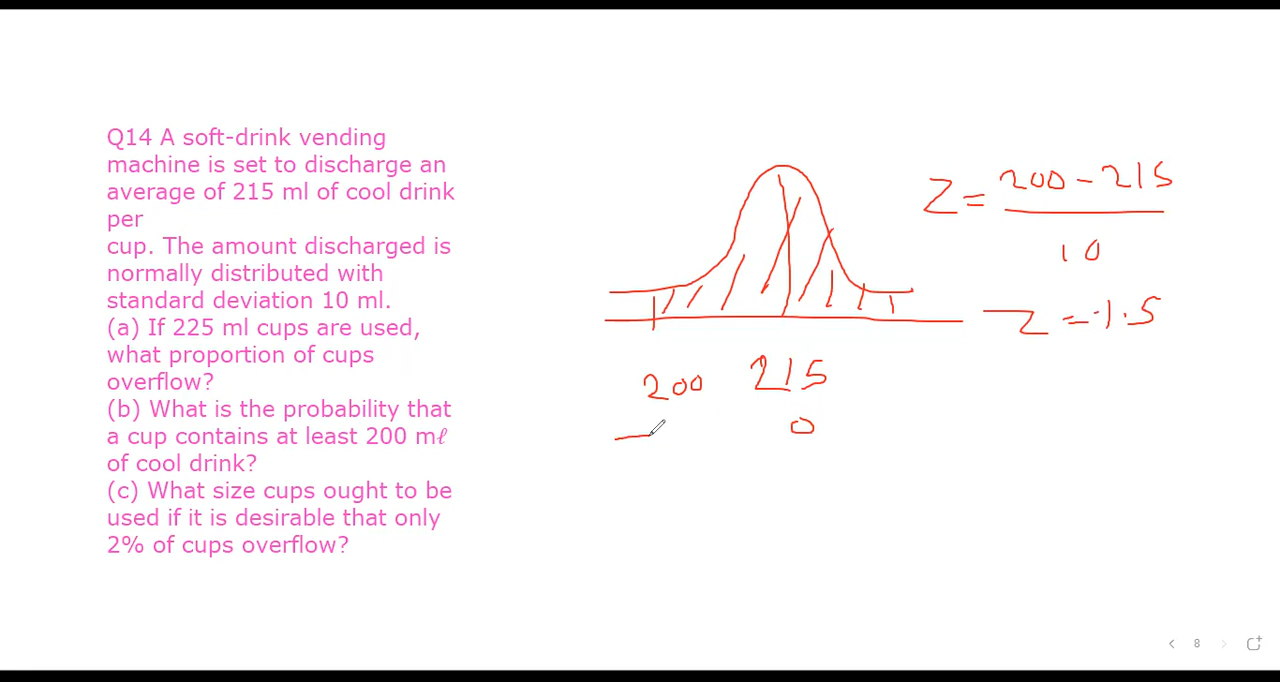 Q14 A soft-drink vending
machine is set to discharge an
average of 215 ml of cool drink
per
cup. The amount discharged is
normally distributed with
standard deviation 10 ml.
(a) If 225 ml cups are used,
what proportion of cups
overflow?
(b) What is the probability that
a cup contains at least 200 mℓ
of cool drink?
(c) What size cups ought to be
used if it is desirable that only
2% of cups overflow?
200 215
0
Z = 200 - 215
10
Z = -1.5
8